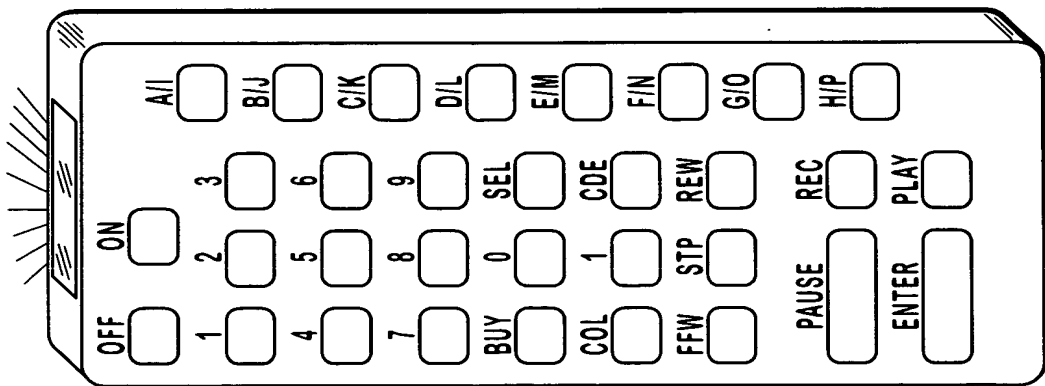 OFF ON
A/I
1 2 3
B/J
4 5 6
C/K
7 8 9
D/L
BUY 0 SEL
E/M
COL 1 CDE
F/N
FFW STP REW
G/O
PAUSE REC
H/P
ENTER PLAY